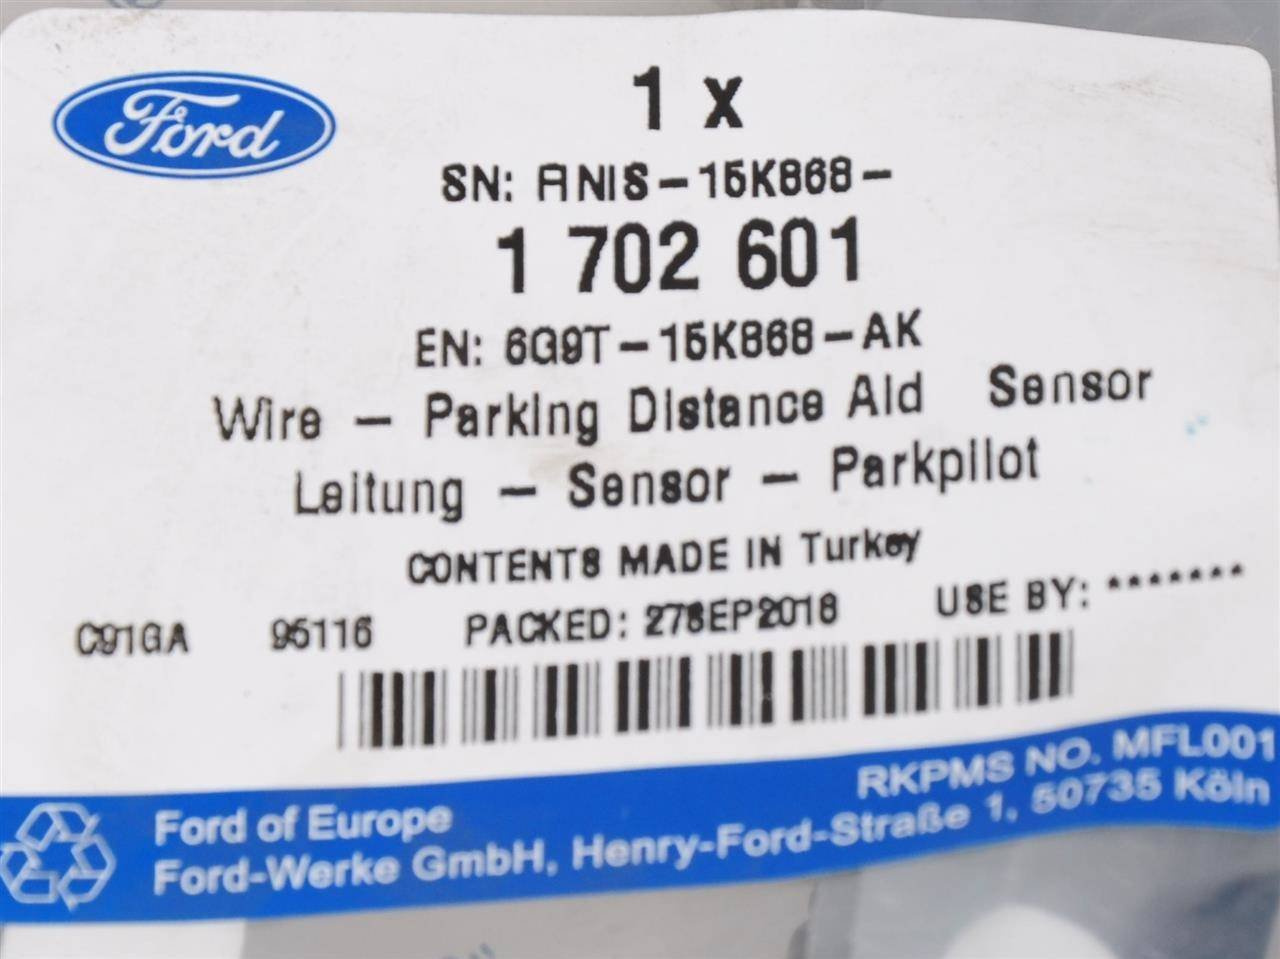 Ford
1 x
SN: ANIS-15K868-
1 702 601
EN: 6G9T-15K868-AK
Wire - Parking Distance Aid Sensor
Leitung - Sensor - Parkpilot
CONTENTS MADE IN Turkey
C91GA 95116 PACKED: 27SEP2018 USE BY: *******
RKPMS NO. MFL001
Ford of Europe
Ford-Werke GmbH, Henry-Ford-Straße 1, 50735 Köln